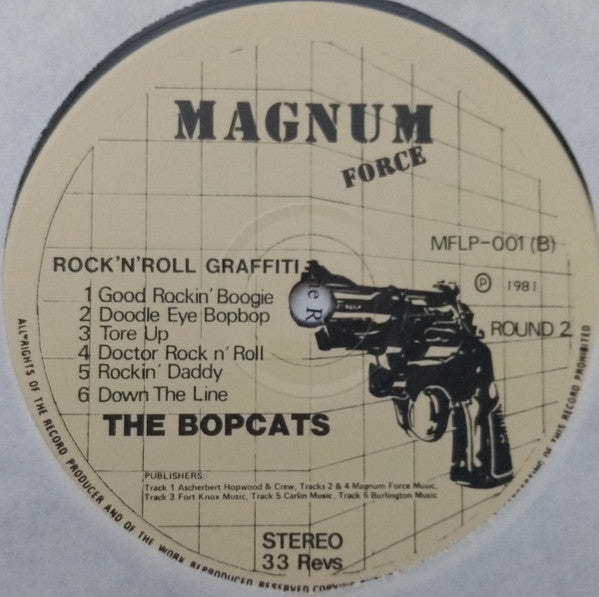 MAGNUM
FORCE
MFLP-001 (B)
ROCK'N'ROLL GRAFFITI
℗ 1981
1 Good Rockin' Boogie
2 Doodle Eye Bopbop
3 Tore Up
4 Doctor Rock n' Roll
5 Rockin' Daddy
6 Down The Line
ROUND 2
THE BOPCATS
PUBLISHERS:-
Track 1 Ascherbert Hopwood & Crew, Tracks 2 & 4 Magnum Force Music,
Track 3 Fort Knox Music, Track 5 Carlin Music, Track 6 Burlington Music
STEREO
33 Revs
ALL RIGHTS OF THE RECORD PRODUCER AND OF THE WORK REPRODUCED RESERVED COPYING OF THIS RECORD PROHIBITED